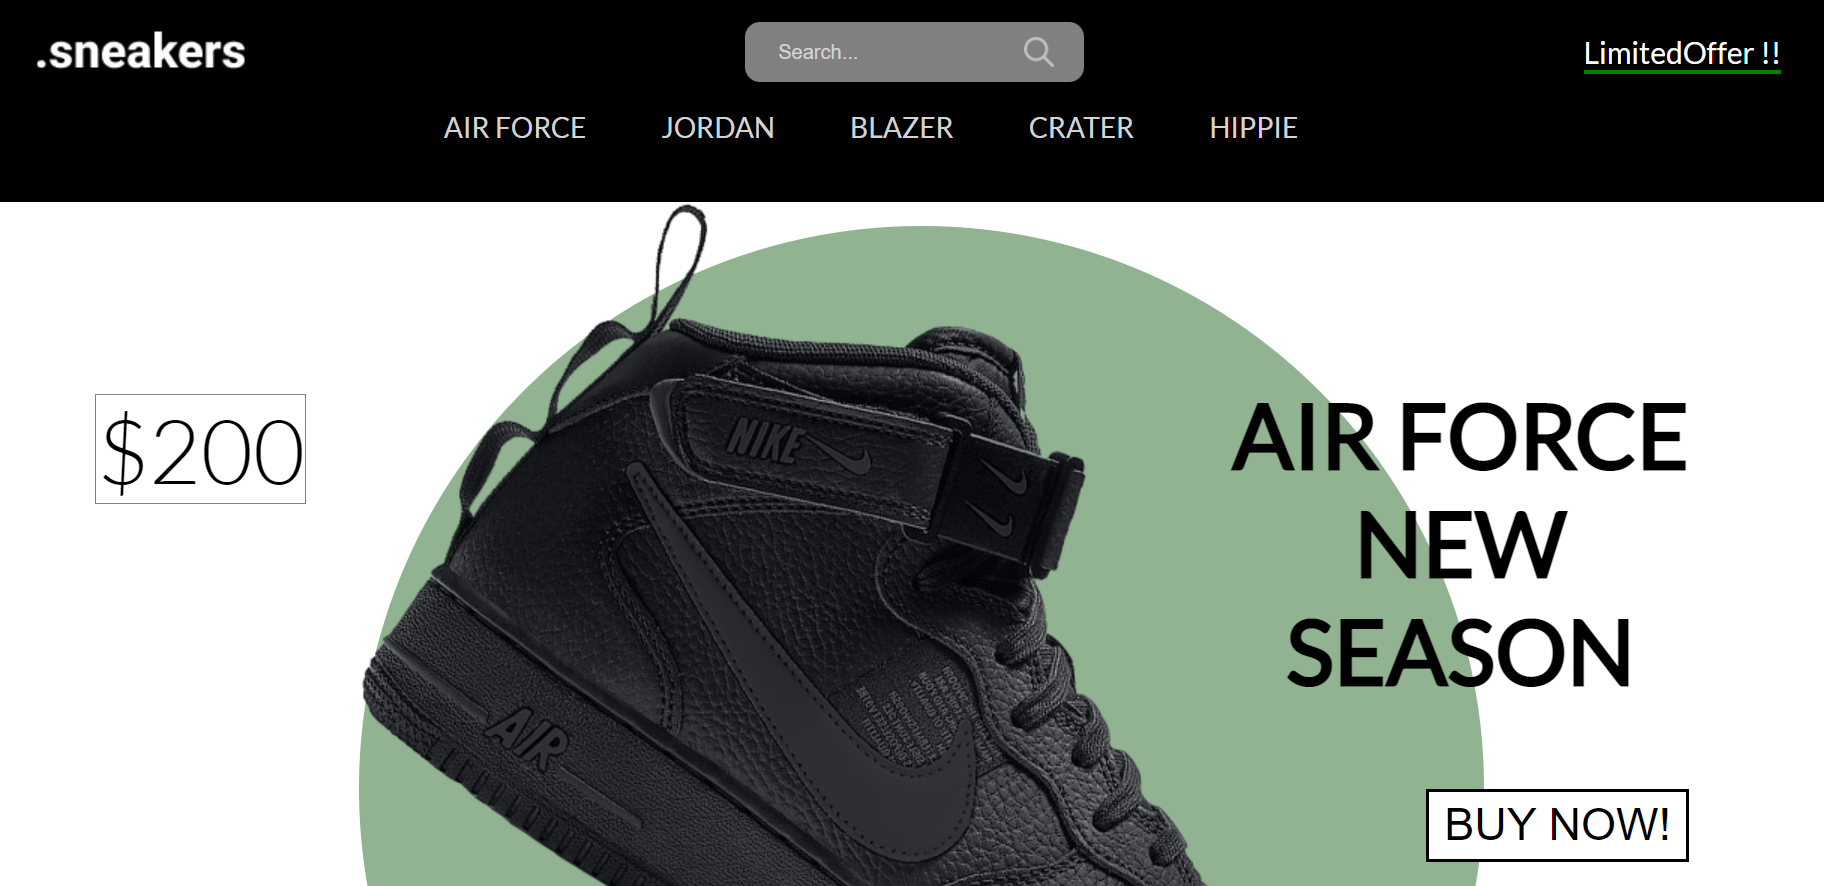 .sneakers
Search...
LimitedOffer !!
AIR FORCE
JORDAN
BLAZER
CRATER
HIPPIE
$200
NIKE
AIR FORCE
NEW
SEASON
AIR
BUY NOW!